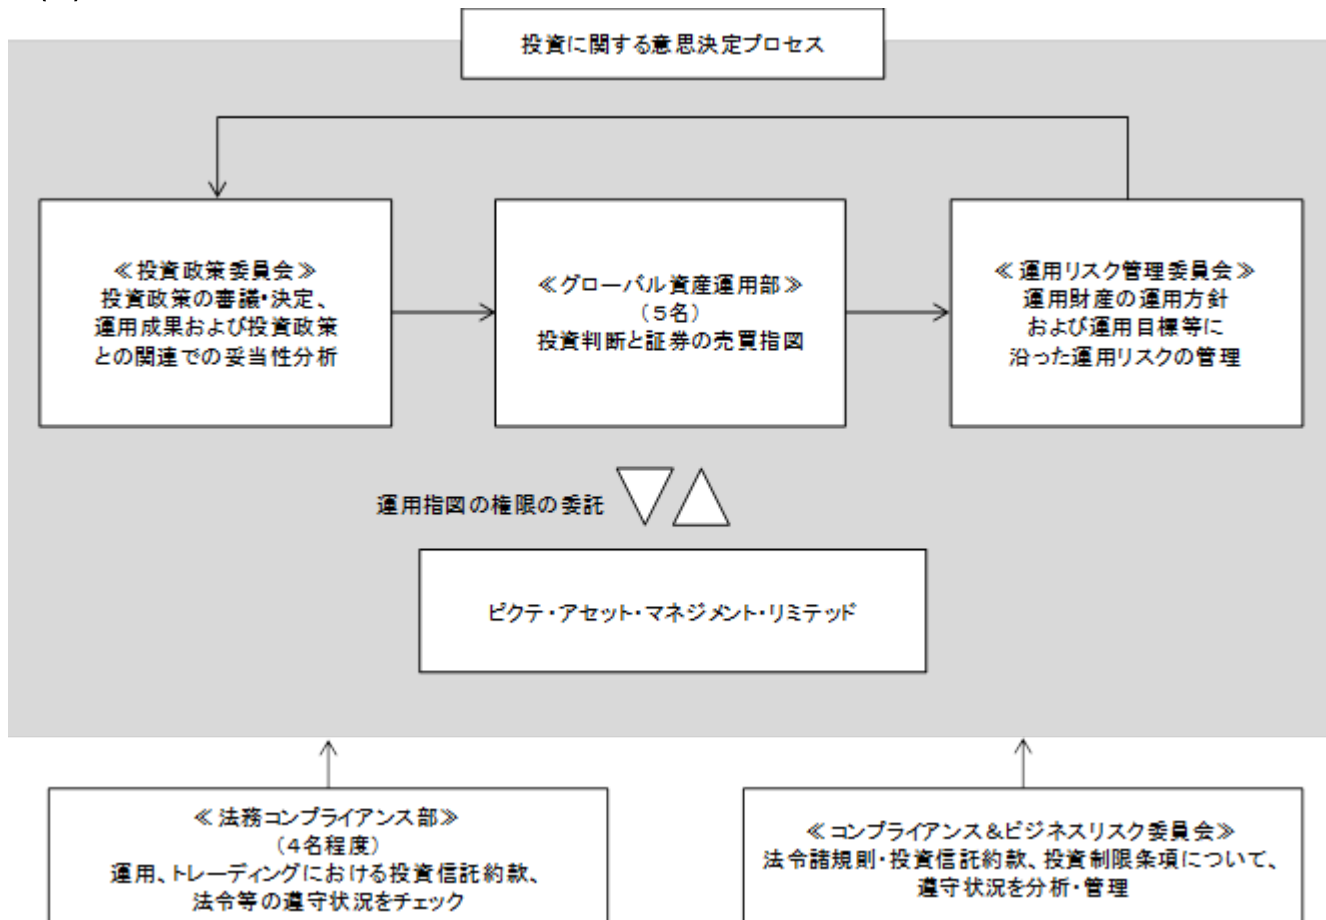 投資に関する意思決定プロセス
≪投資政策委員会≫
投資政策の審議・決定、
運用成果および投資政策
との関連での妥当性分析
≪グローバル資産運用部≫
(5名)
投資判断と証券の売買指図
≪運用リスク管理委員会≫
運用財産の運用方針
および運用目標等に
沿った運用リスクの管理
運用指図の権限の委託
ピクテ・アセット・マネジメント・リミテッド
≪法務コンプライアンス部≫
(4名程度)
運用、トレーディングにおける投資信託約款、
法令等の遵守状況をチェック
≪コンプライアンス&ビジネスリスク委員会≫
法令諸規則・投資信託約款、投資制限条項について、
遵守状況を分析・管理